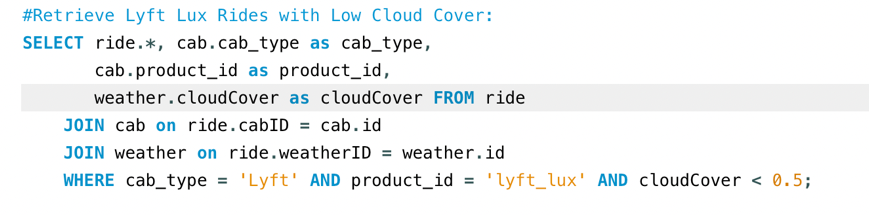 #Retrieve Lyft Lux Rides with Low Cloud Cover:
SELECT ride.*, cab.cab_type as cab_type,
cab.product_id as product_id,
weather.cloudCover as cloudCover FROM ride
JOIN cab on ride.cabID = cab.id
JOIN weather on ride.weatherID = weather.id
WHERE cab_type = 'Lyft' AND product_id = 'lyft_lux' AND cloudCover < 0.5;